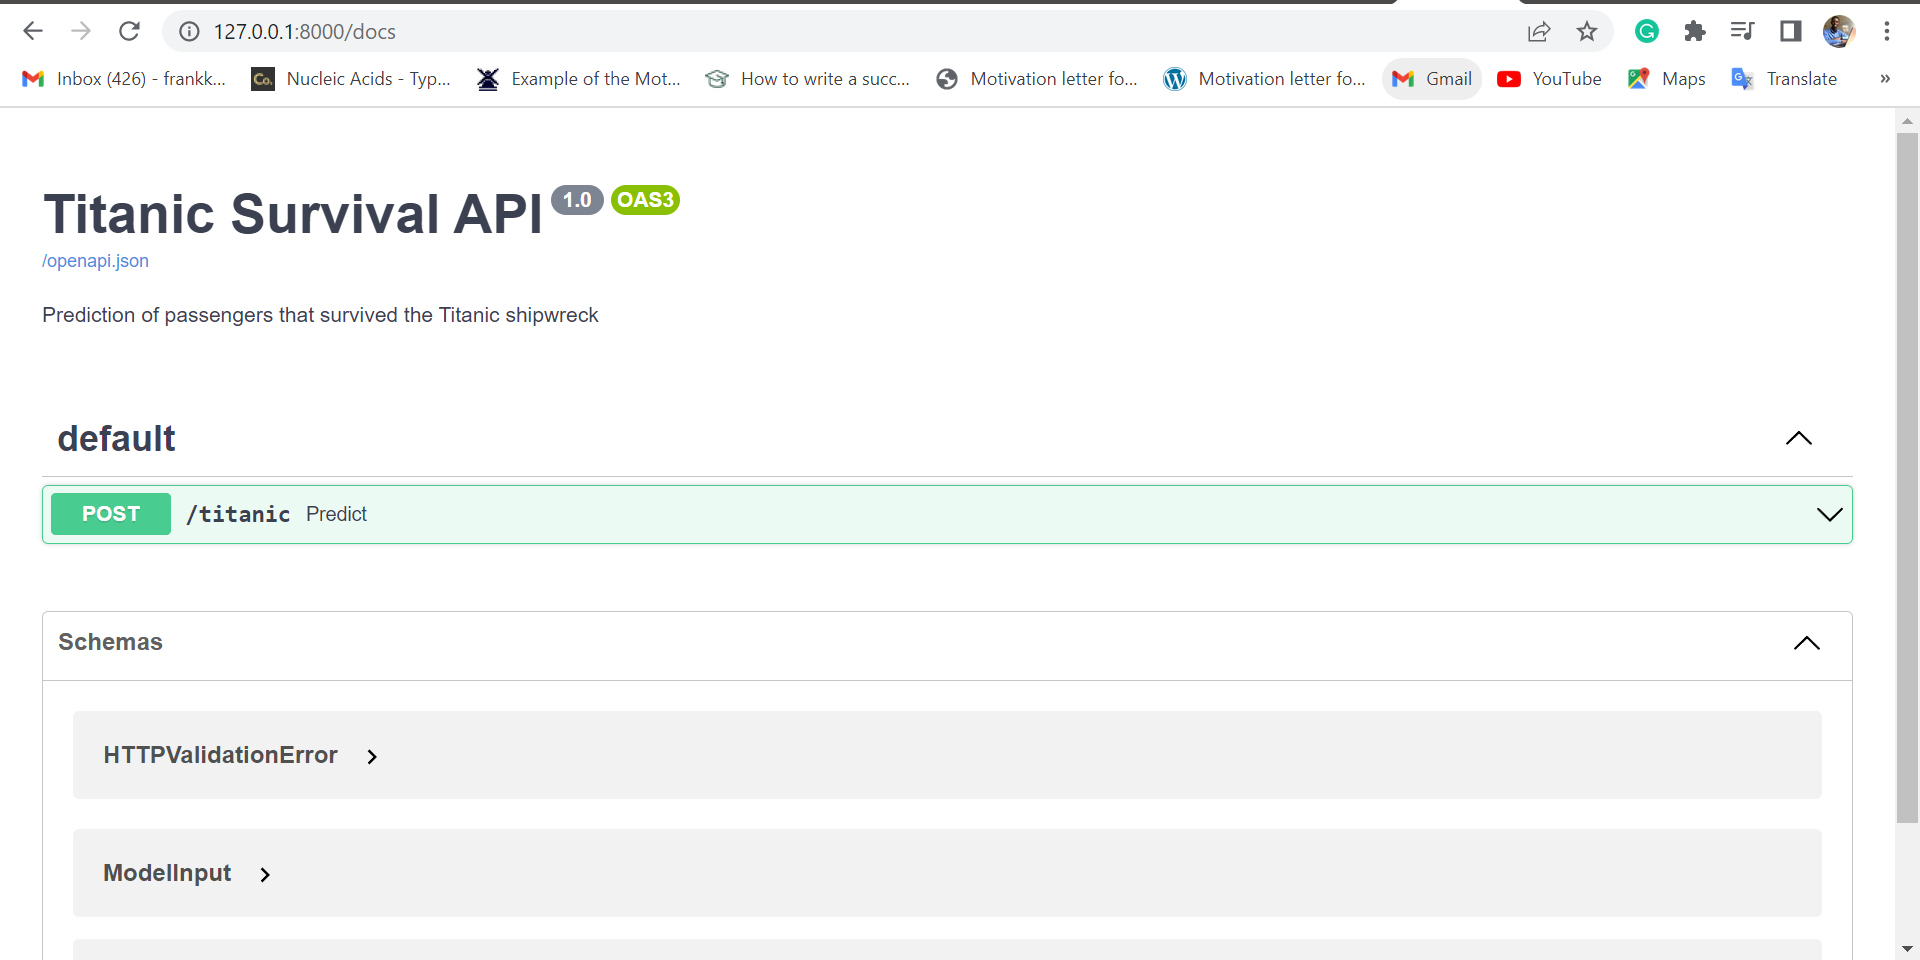 127.0.0.1:8000/docs
Inbox (426) - frankk... Co. Nucleic Acids - Typ... Example of the Mot... How to write a succ... Motivation letter fo... Motivation letter fo... Gmail YouTube Maps Translate »
Titanic Survival API 1.0 OAS3
/openapi.json
Prediction of passengers that survived the Titanic shipwreck
default
POST /titanic Predict
Schemas
HTTPValidationError
ModelInput